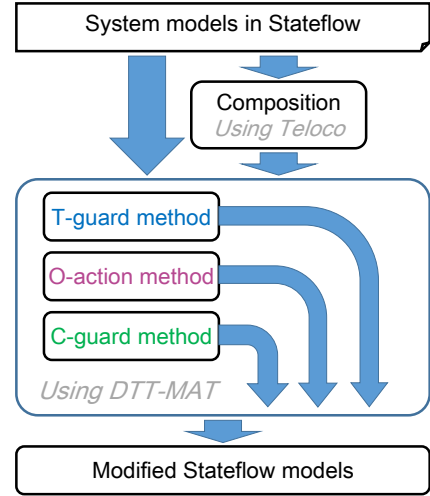 System models in Stateflow
Composition
Using Teloco
T-guard method
O-action method
C-guard method
Using DTT-MAT
Modified Stateflow models